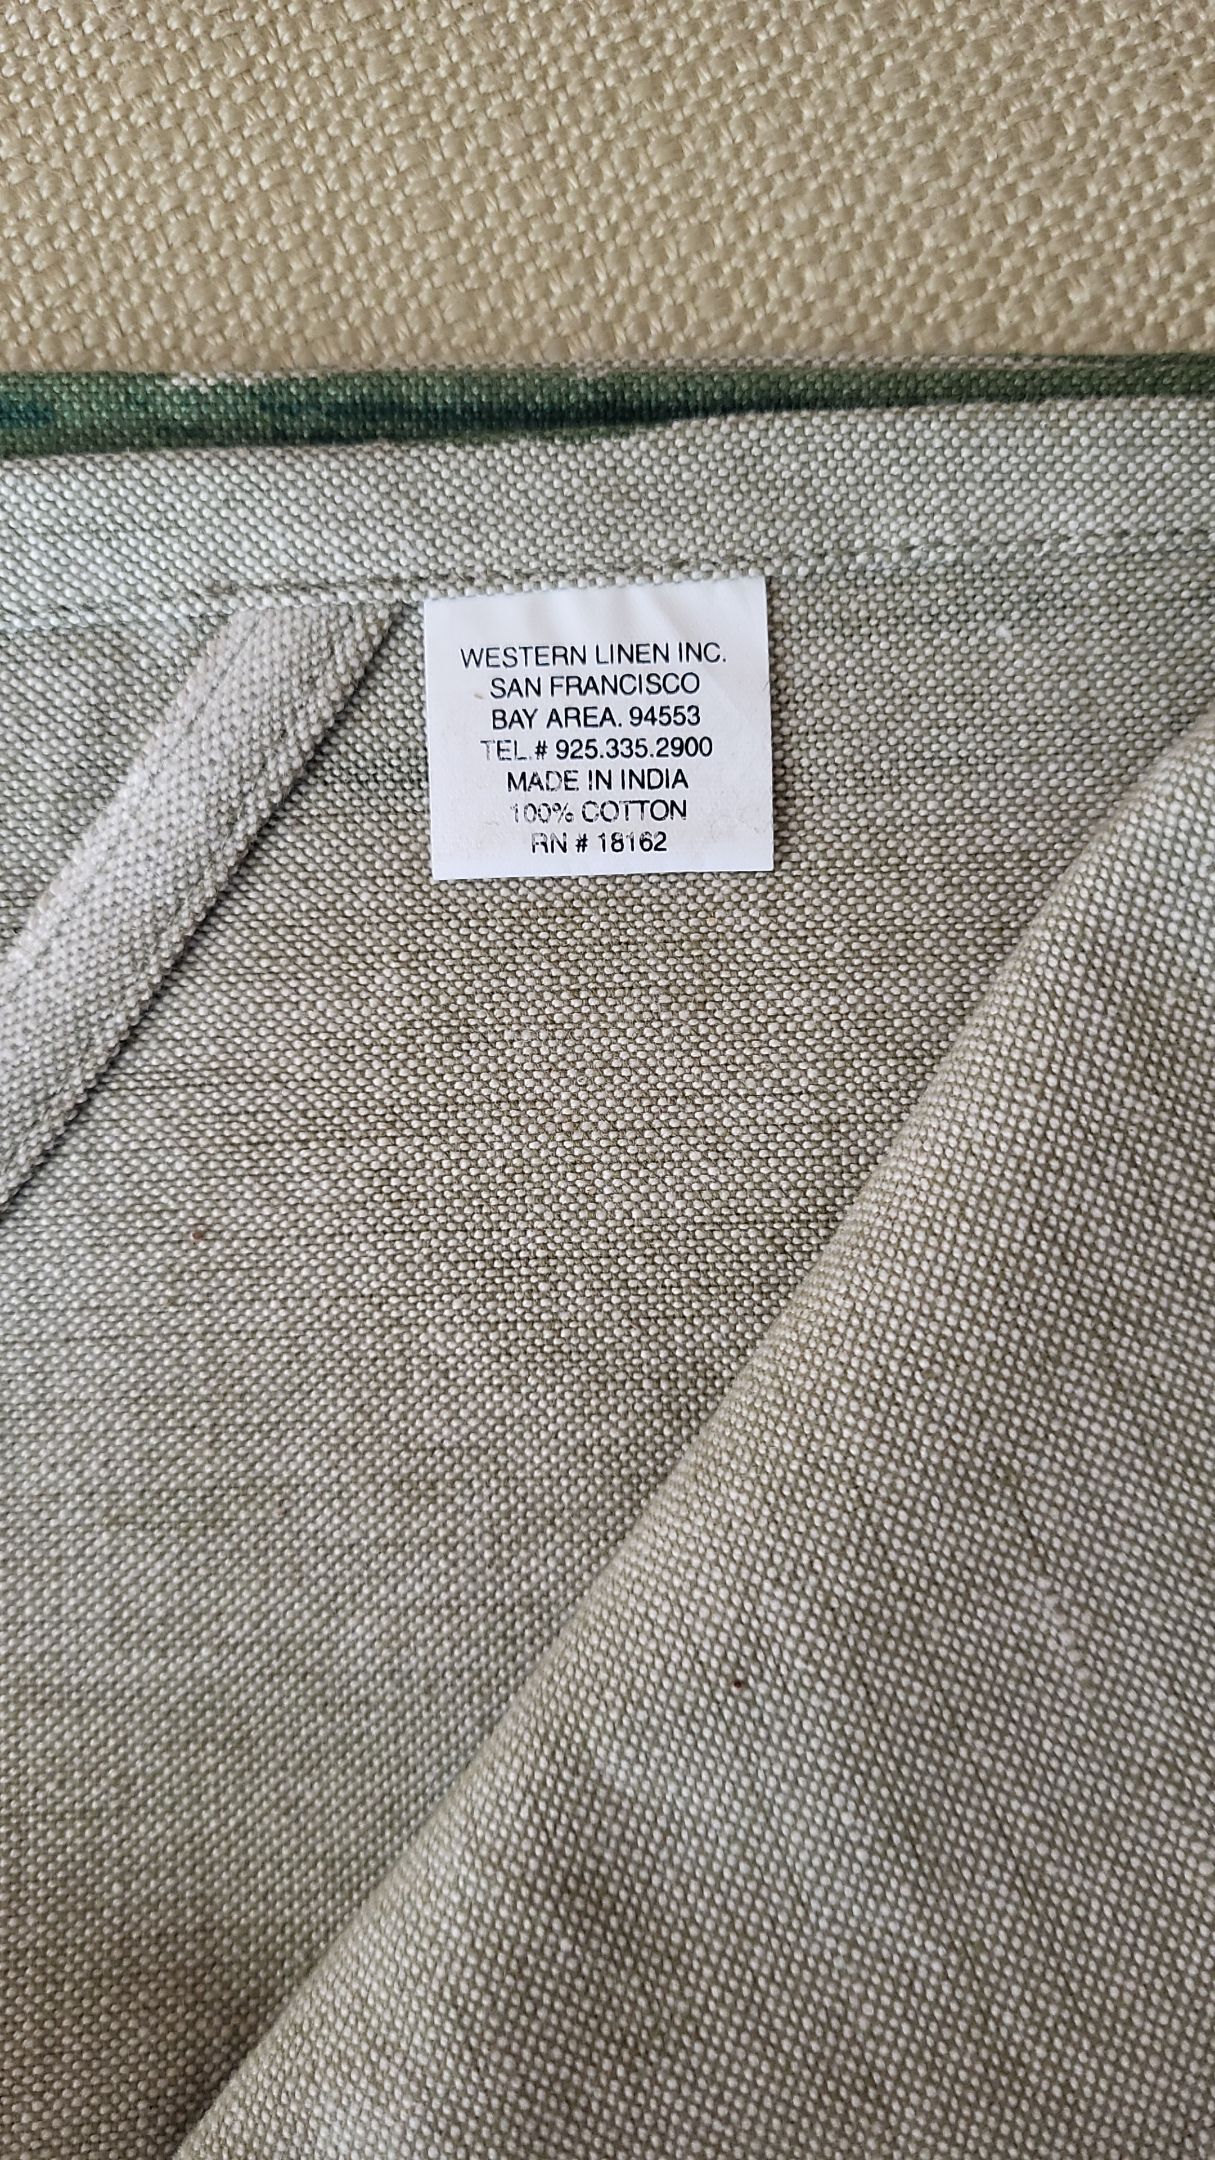 WESTERN LINEN INC.
SAN FRANCISCO
BAY AREA. 94553
TEL.# 925.335.2900
MADE IN INDIA
100% COTTON
RN # 18162